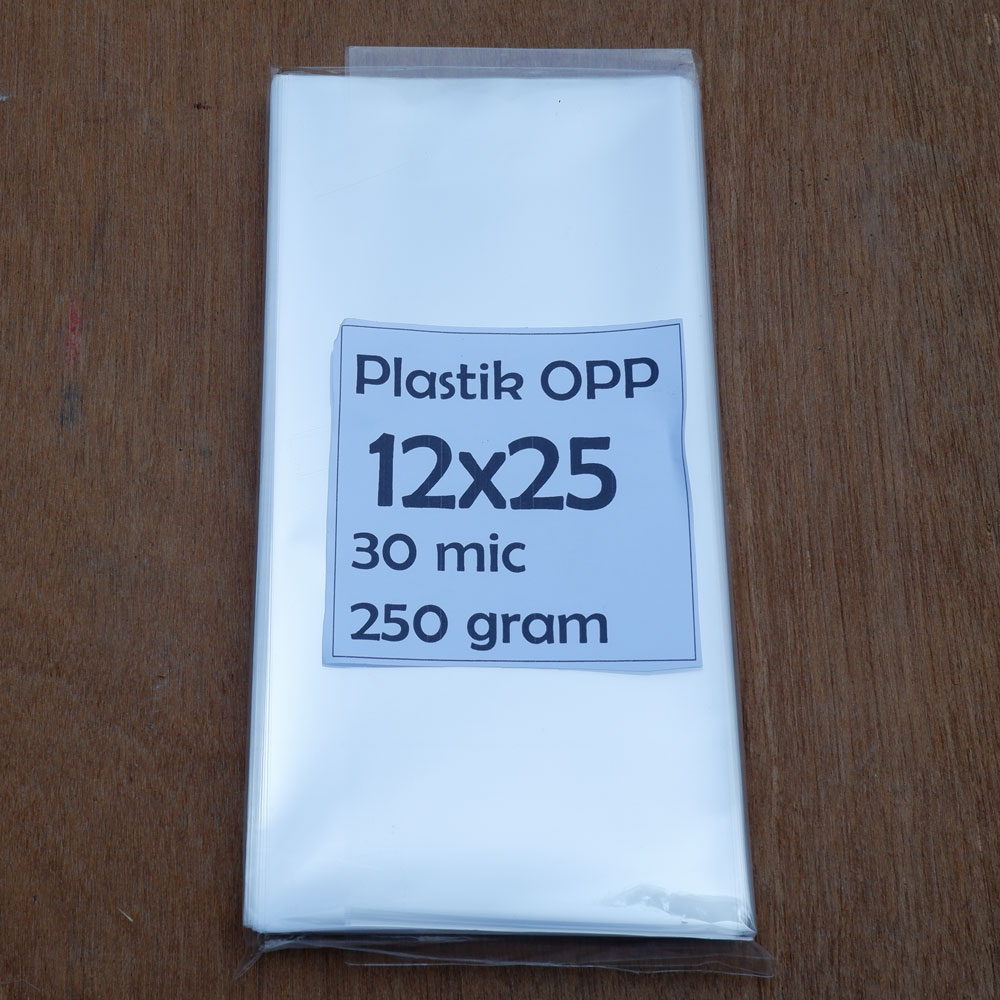 Plastik OPP
12x25
30 mic
250 gram